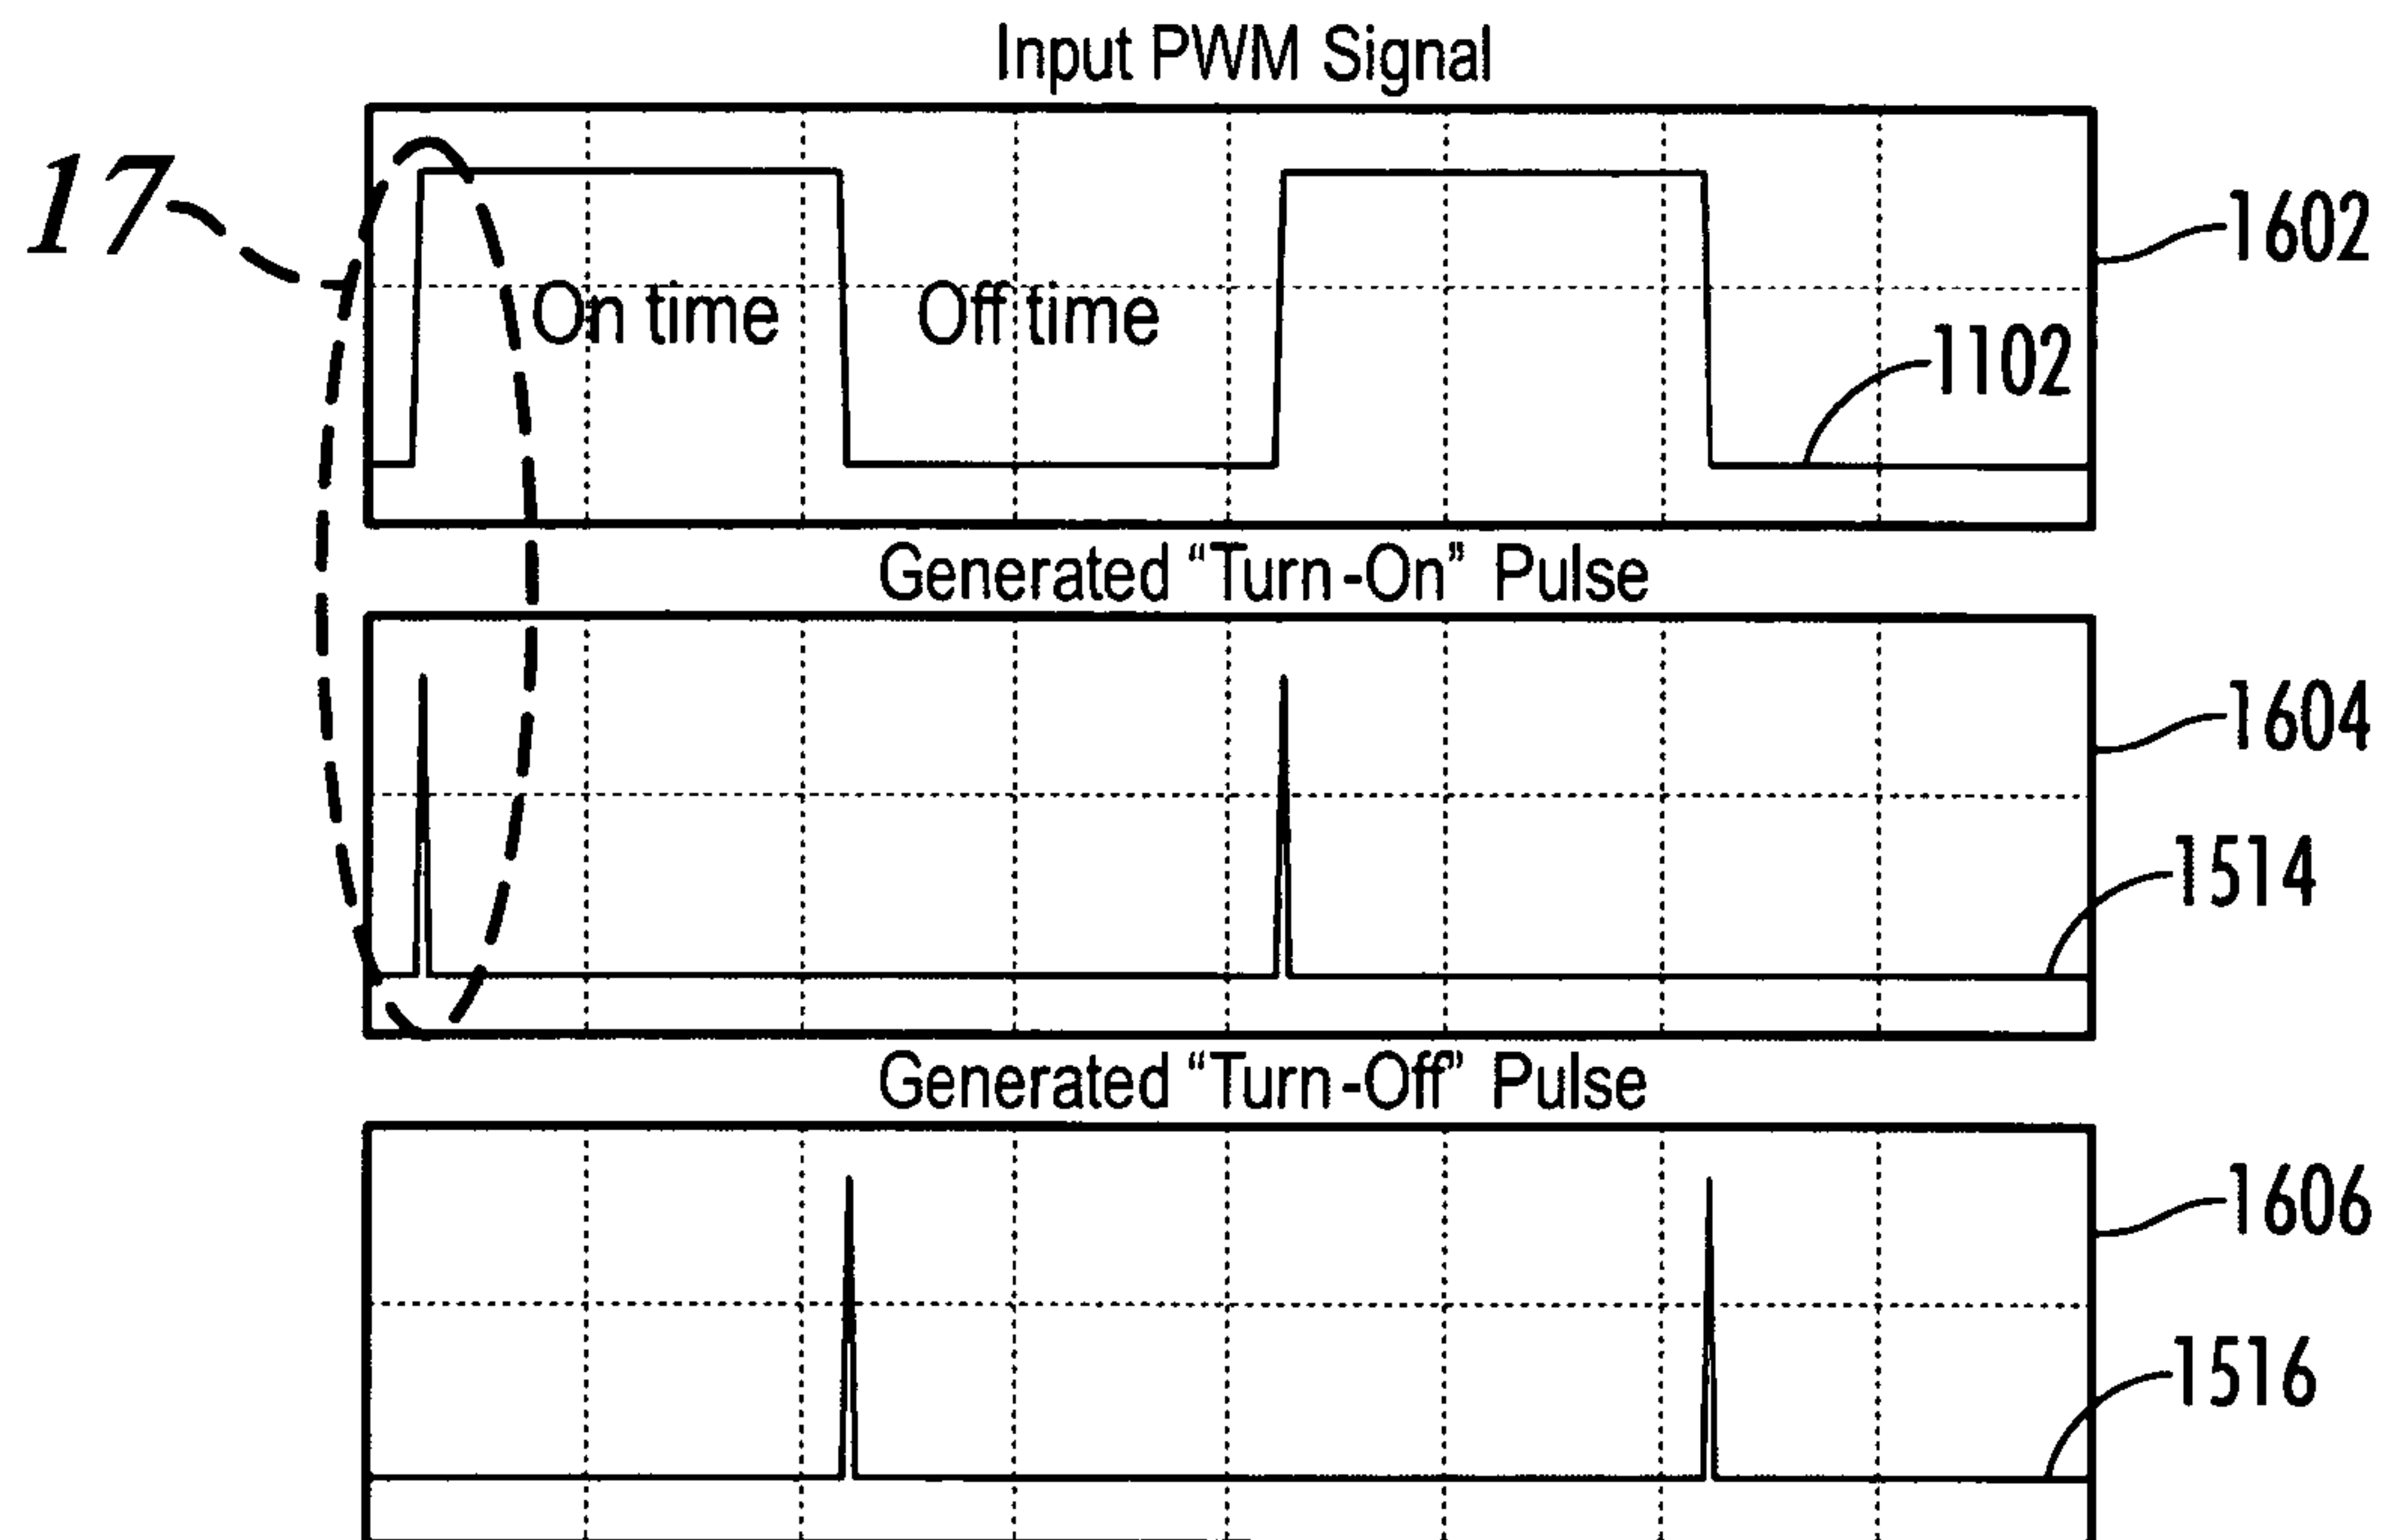 Input PWM Signal
17
1602
On time
Off time
1102
Generated “Turn-On” Pulse
1604
1514
Generated “Turn-Off” Pulse
1606
1516